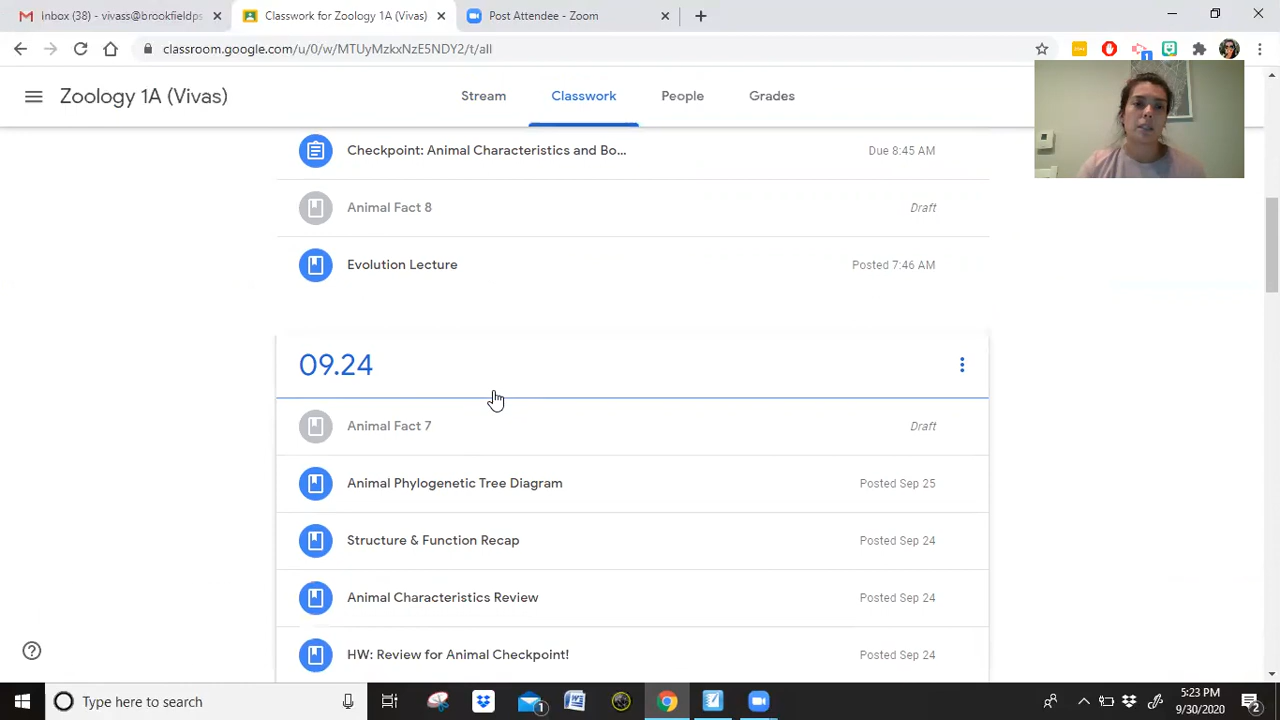 inbox (38) - vivass@brookfieldps
Classwork for Zoology 1A (Vivas)
Post Attendee - Zoom
classroom.google.com/u/0/w/MTUyMzkxNzE5NDY2/t/all
Zoology 1A (Vivas)
Stream
Classwork
People
Grades
Checkpoint: Animal Characteristics and Bo...
Due 8:45 AM
Animal Fact 8
Draft
Evolution Lecture
Posted 7:46 AM
09.24
Animal Fact 7
Draft
Animal Phylogenetic Tree Diagram
Posted Sep 25
Structure & Function Recap
Posted Sep 24
Animal Characteristics Review
Posted Sep 24
HW: Review for Animal Checkpoint!
Posted Sep 24
Type here to search
1
5:23 PM
9/30/2020
2